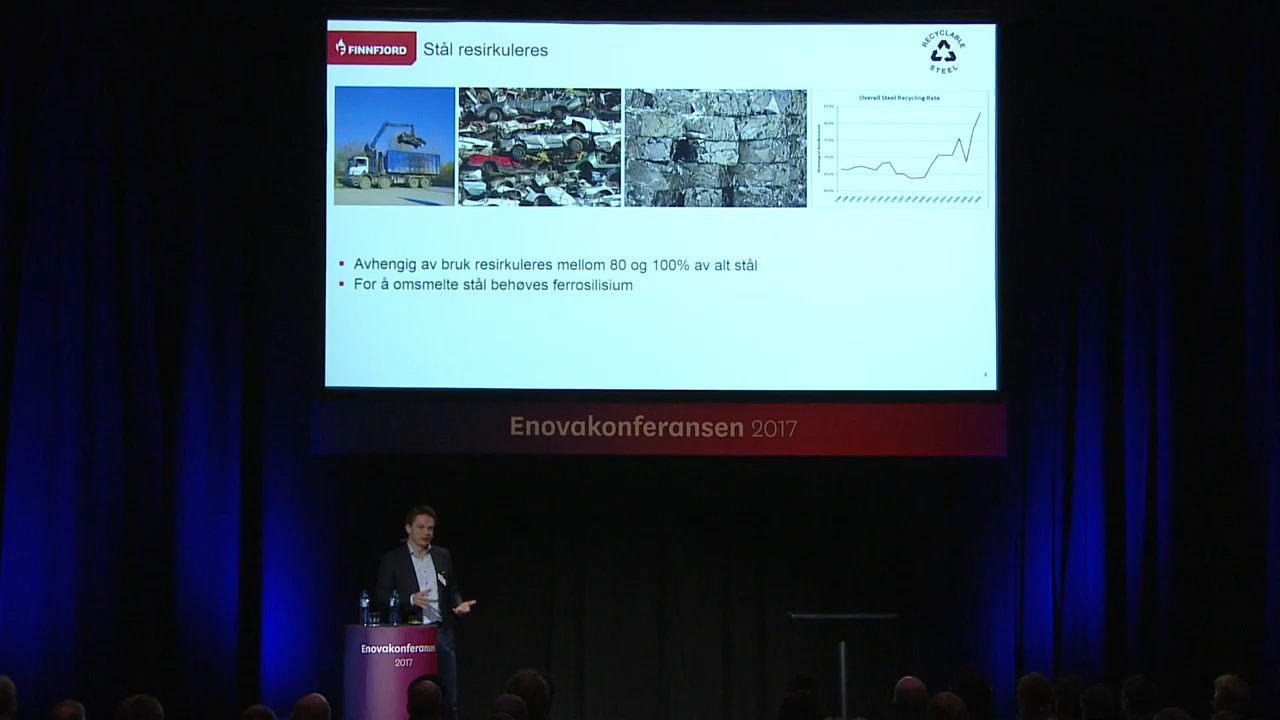 FINNFJORD
Stål resirkuleres
RECYCLABLE
STEEL
Overall Steel Recycling Rate
Avhengig av bruk resirkuleres mellom 80 og 100% av alt stål
For å omsmelte stål behøves ferrosilisium
4
Enovakonferansen 2017
Enovakonferansen
2017